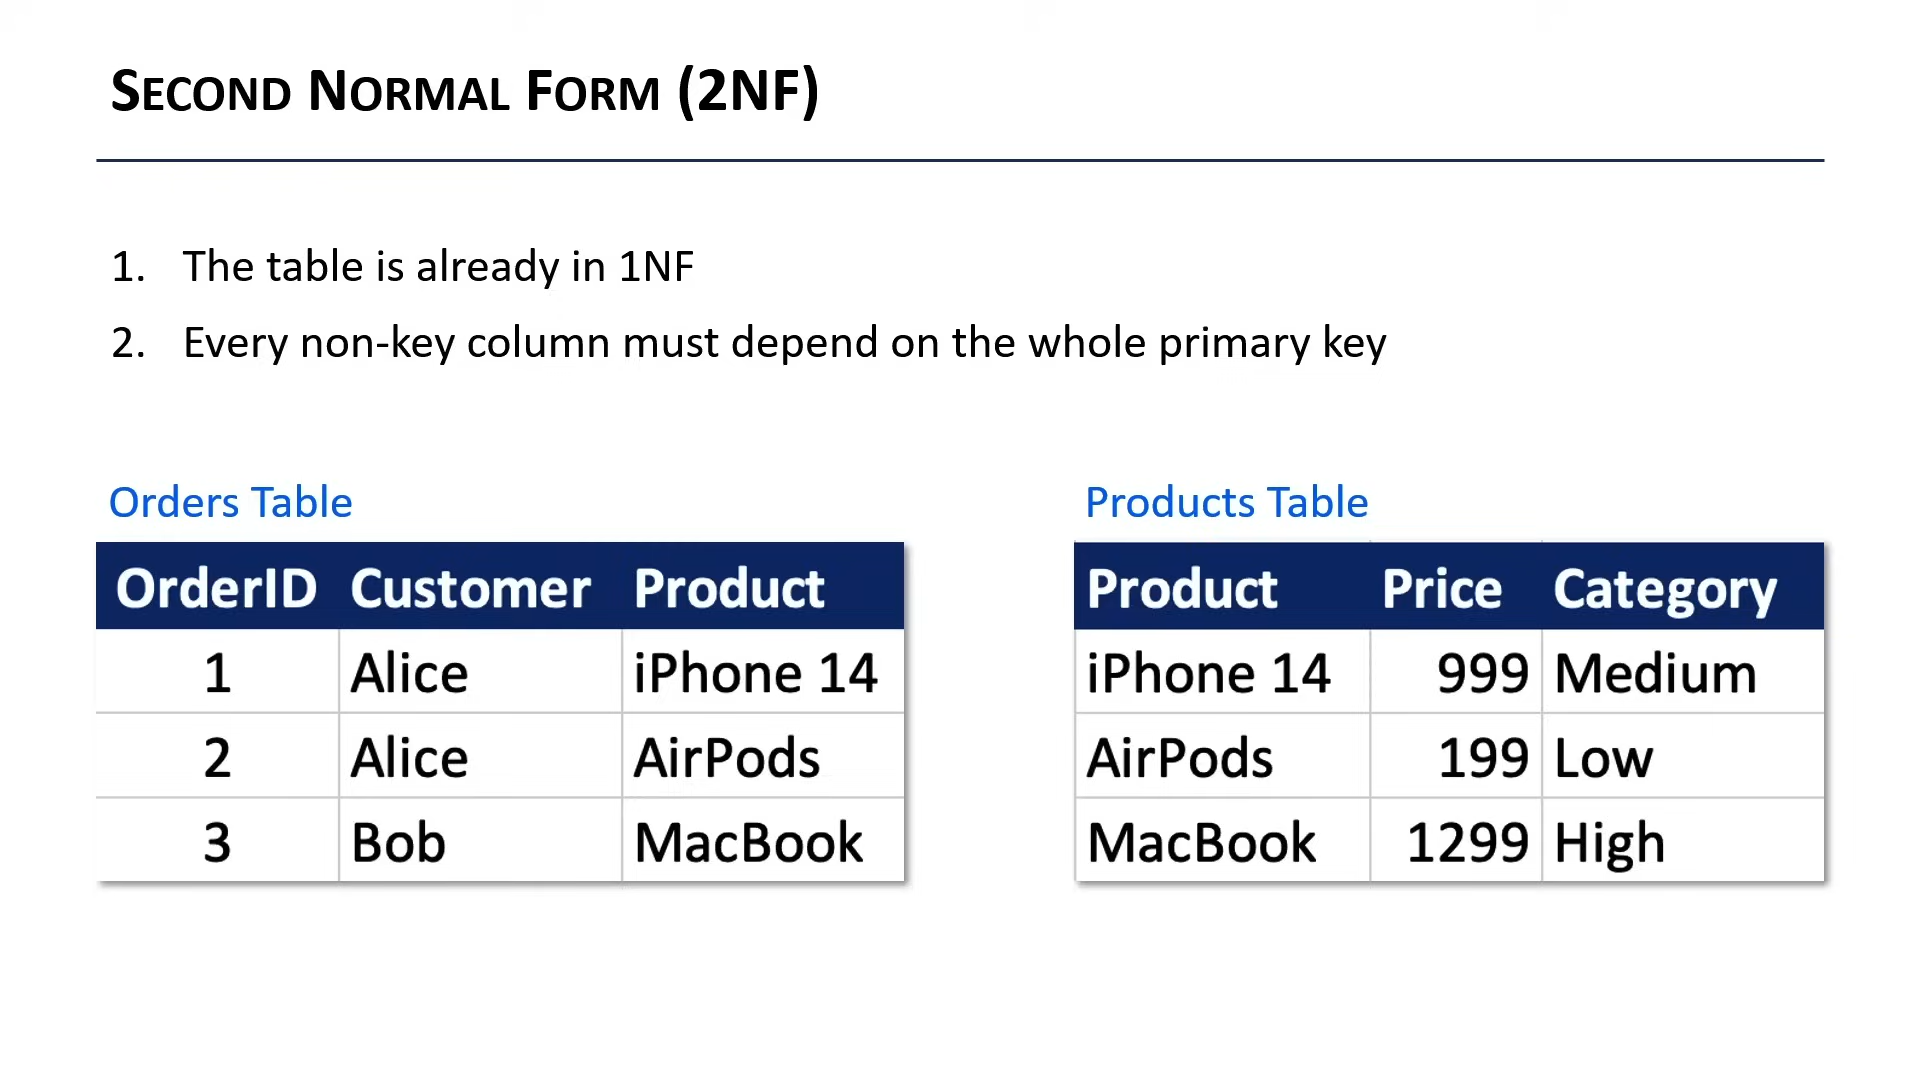 SECOND NORMAL FORM (2NF)
1. The table is already in 1NF
2. Every non-key column must depend on the whole primary key
Orders Table
OrderID Customer Product
1 Alice iPhone 14
2 Alice AirPods
3 Bob MacBook
Products Table
Product Price Category
iPhone 14 999 Medium
AirPods 199 Low
MacBook 1299 High